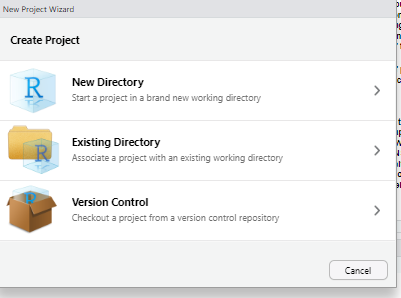 New Project Wizard
Create Project
New Directory
Start a project in a brand new working directory
Existing Directory
Associate a project with an existing working directory
Version Control
Checkout a project from a version control repository
Cancel